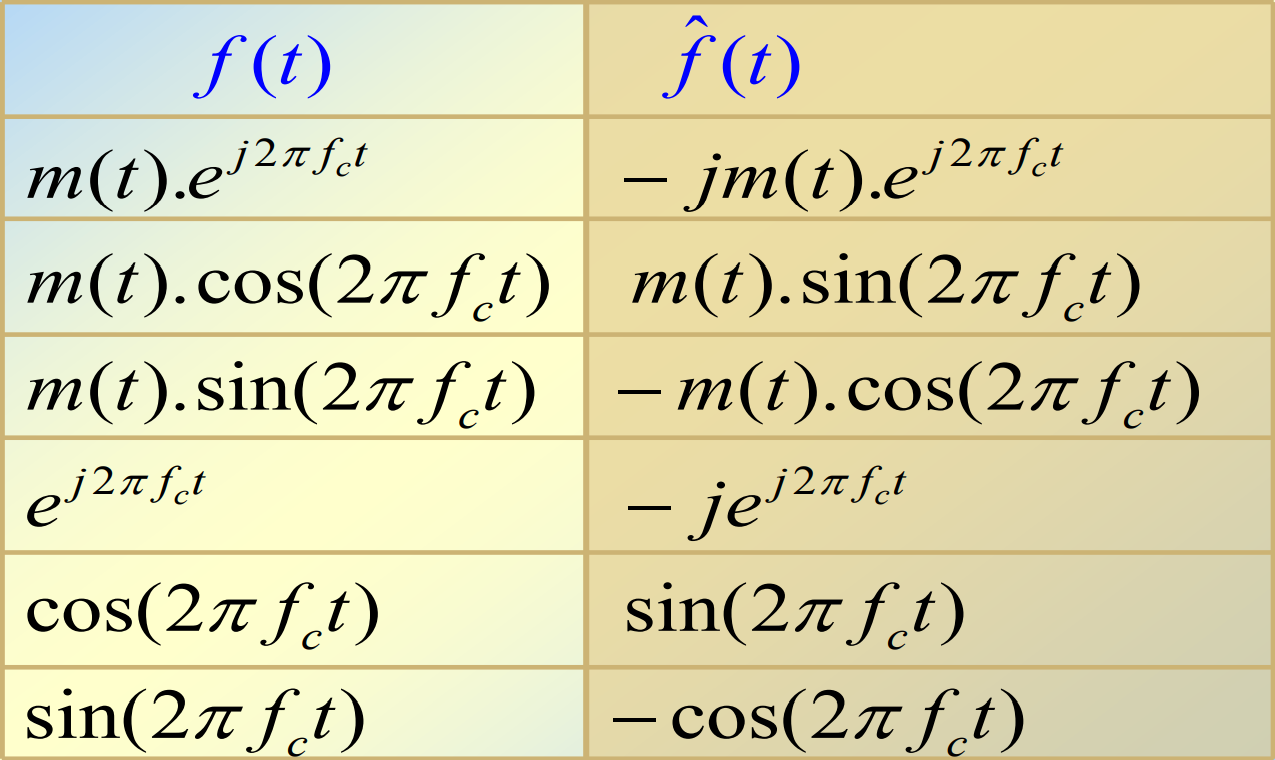 f(t) f̂(t)
m(t).e^{j2πf_c t} − jm(t).e^{j2πf_c t}
m(t).cos(2πf_c t) m(t).sin(2πf_c t)
m(t).sin(2πf_c t) − m(t).cos(2πf_c t)
e^{j2πf_c t} − je^{j2πf_c t}
cos(2πf_c t) sin(2πf_c t)
sin(2πf_c t) − cos(2πf_c t)